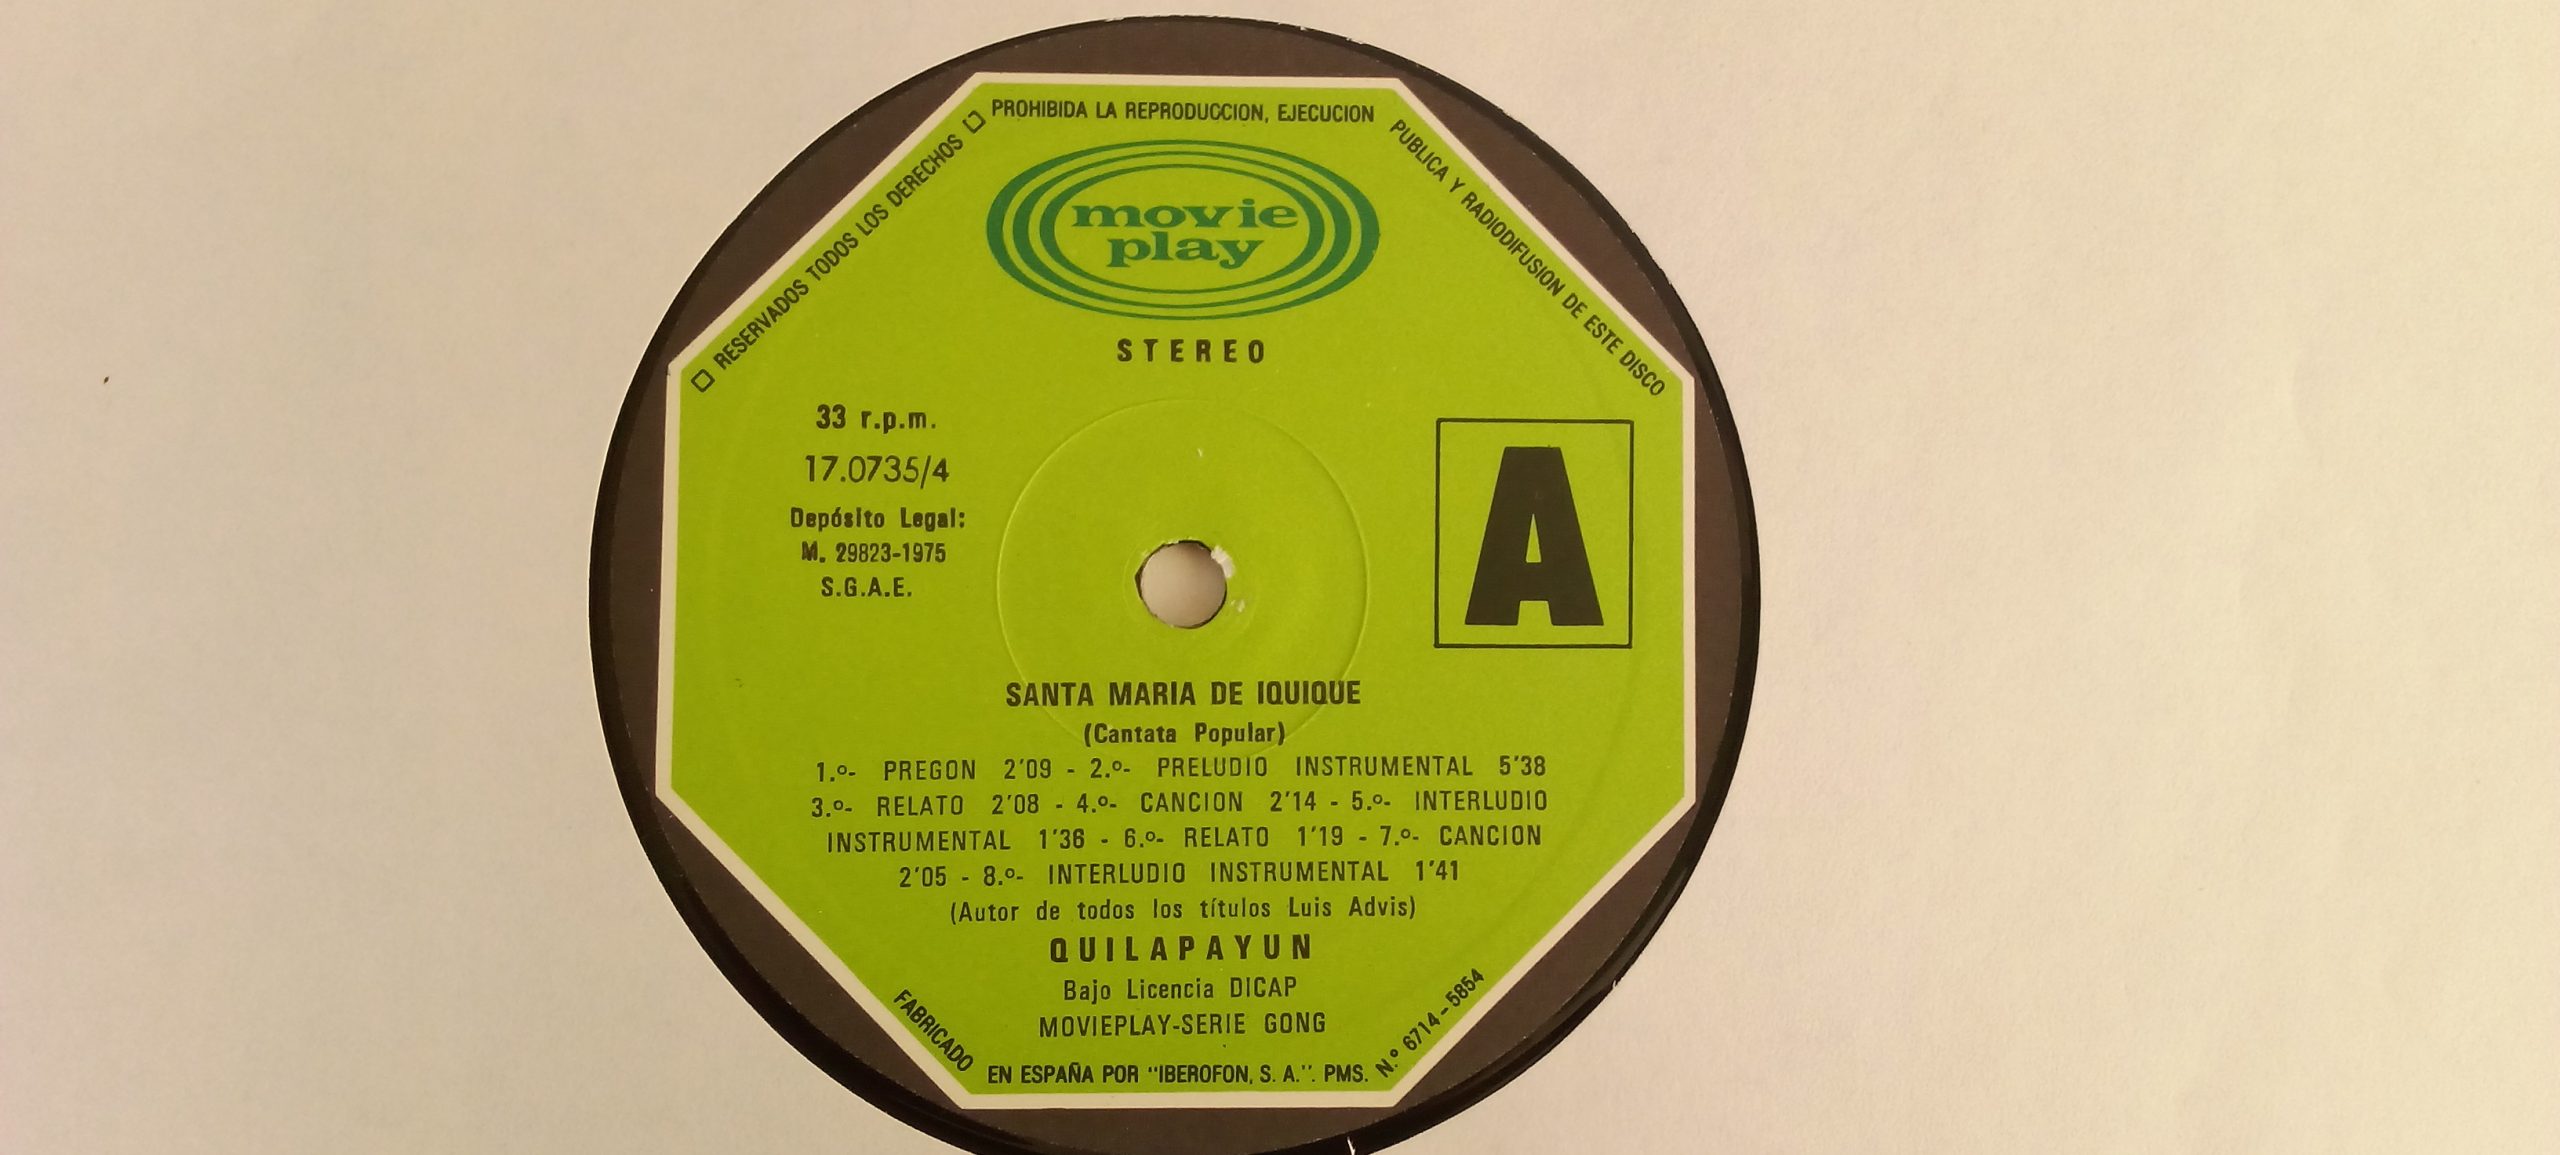 RESERVADOS TODOS LOS DERECHOS
PROHIBIDA LA REPRODUCCION, EJECUCION
PUBLICA Y RADIODIFUSION DE ESTE DISCO
movie
play
STEREO
33 r.p.m.
17.0735/4
Depósito Legal:
M. 29823-1975
S.G.A.E.
A
SANTA MARIA DE IQUIQUE
(Cantata Popular)
1.º- PREGON 2'09 - 2.º- PRELUDIO INSTRUMENTAL 5'38
3.º- RELATO 2'08 - 4.º- CANCION 2'14 - 5.º- INTERLUDIO
INSTRUMENTAL 1'36 - 6.º- RELATO 1'19 - 7.º- CANCION
2'05 - 8.º- INTERLUDIO INSTRUMENTAL 1'41
(Autor de todos los títulos Luis Advis)
QUILAPAYUN
Bajo Licencia DICAP
MOVIEPLAY-SERIE GONG
FABRICADO
EN ESPAÑA POR "IBEROFON, S. A.". PMS.
N.º 6714-5854